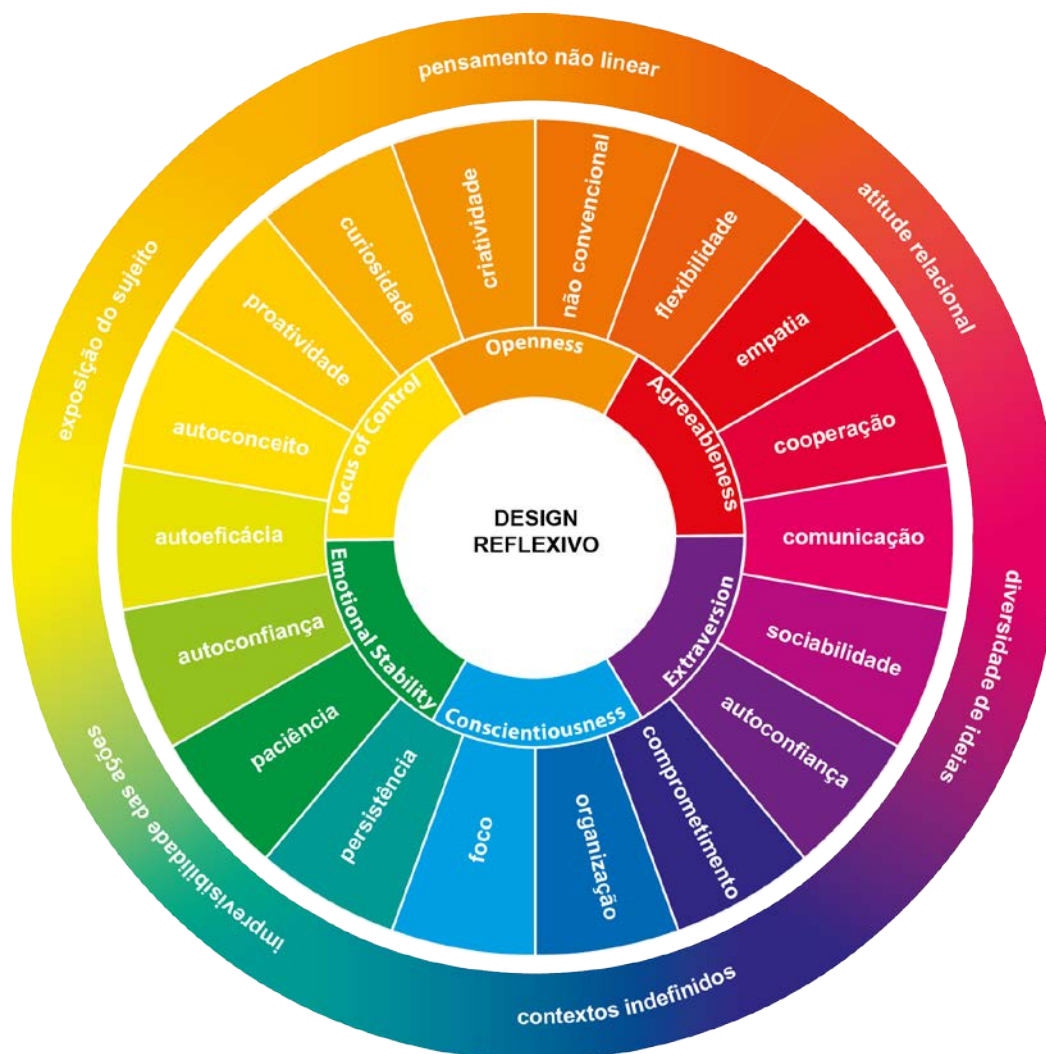 pensamento não linear
atitude relacional
diversidade de ideias
contextos indefinidos
imprevisibilidade das ações
exposição do sujeito
criatividade
não convencional
flexibilidade
empatia
cooperação
comunicação
sociabilidade
autoconfiança
comprometimento
organização
foco
persistência
paciência
autoconfiança
autoeficácia
autoconceito
proatividade
curiosidade
Openness
Agreeableness
Extraversion
Conscientiousness
Emotional Stability
Locus of Control
DESIGN
REFLEXIVO